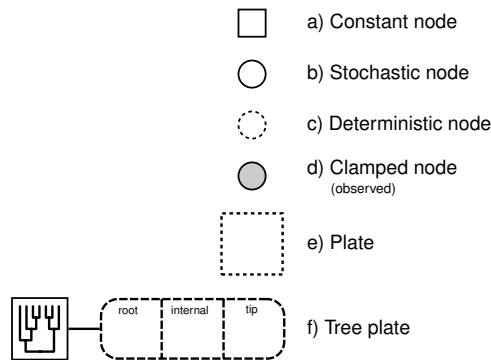 a) Constant node
b) Stochastic node
c) Deterministic node
d) Clamped node
(observed)
e) Plate
root internal tip
f) Tree plate